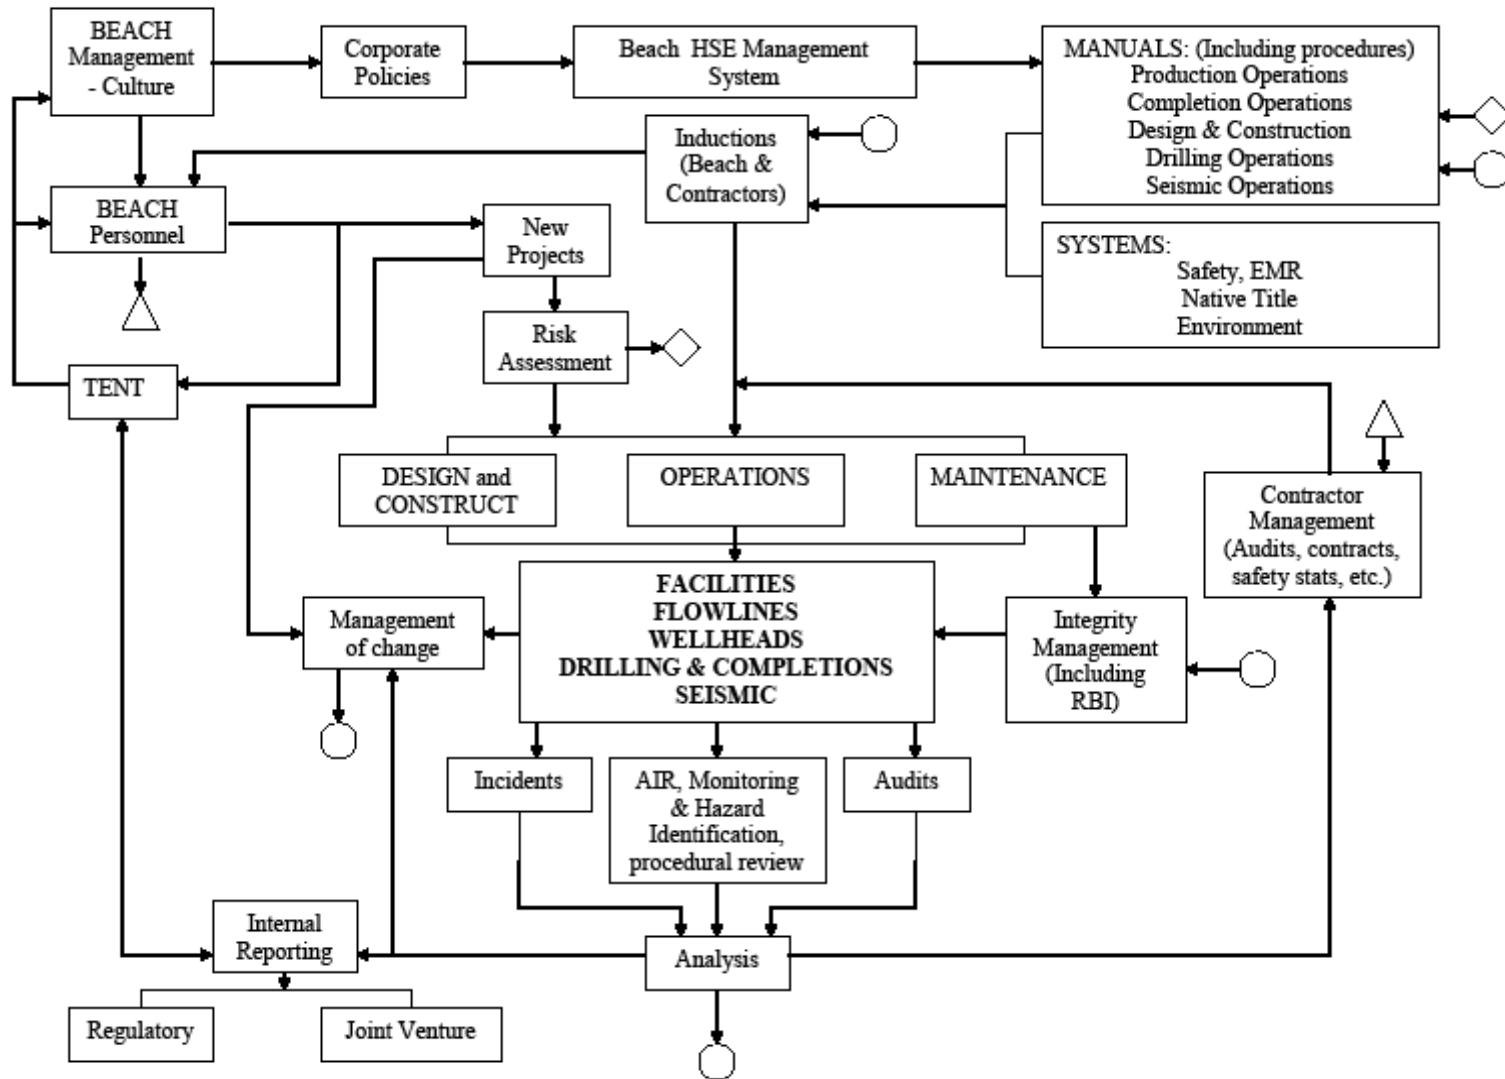 BEACH
Management
- Culture
Corporate
Policies
Beach HSE Management
System
MANUALS: (Including procedures)
Production Operations
Completion Operations
Design & Construction
Drilling Operations
Seismic Operations
Inductions
(Beach &
Contractors)
BEACH
Personnel
New
Projects
SYSTEMS:
Safety, EMR
Native Title
Environment
Risk
Assessment
TENT
DESIGN and
CONSTRUCT
OPERATIONS
MAINTENANCE
Contractor
Management
(Audits, contracts,
safety stats, etc.)
FACILITIES
FLOWLINES
WELLHEADS
DRILLING & COMPLETIONS
SEISMIC
Management
of change
Integrity
Management
(Including
RBI)
Incidents
AIR, Monitoring
& Hazard
Identification,
procedural review
Audits
Internal
Reporting
Analysis
Regulatory
Joint Venture